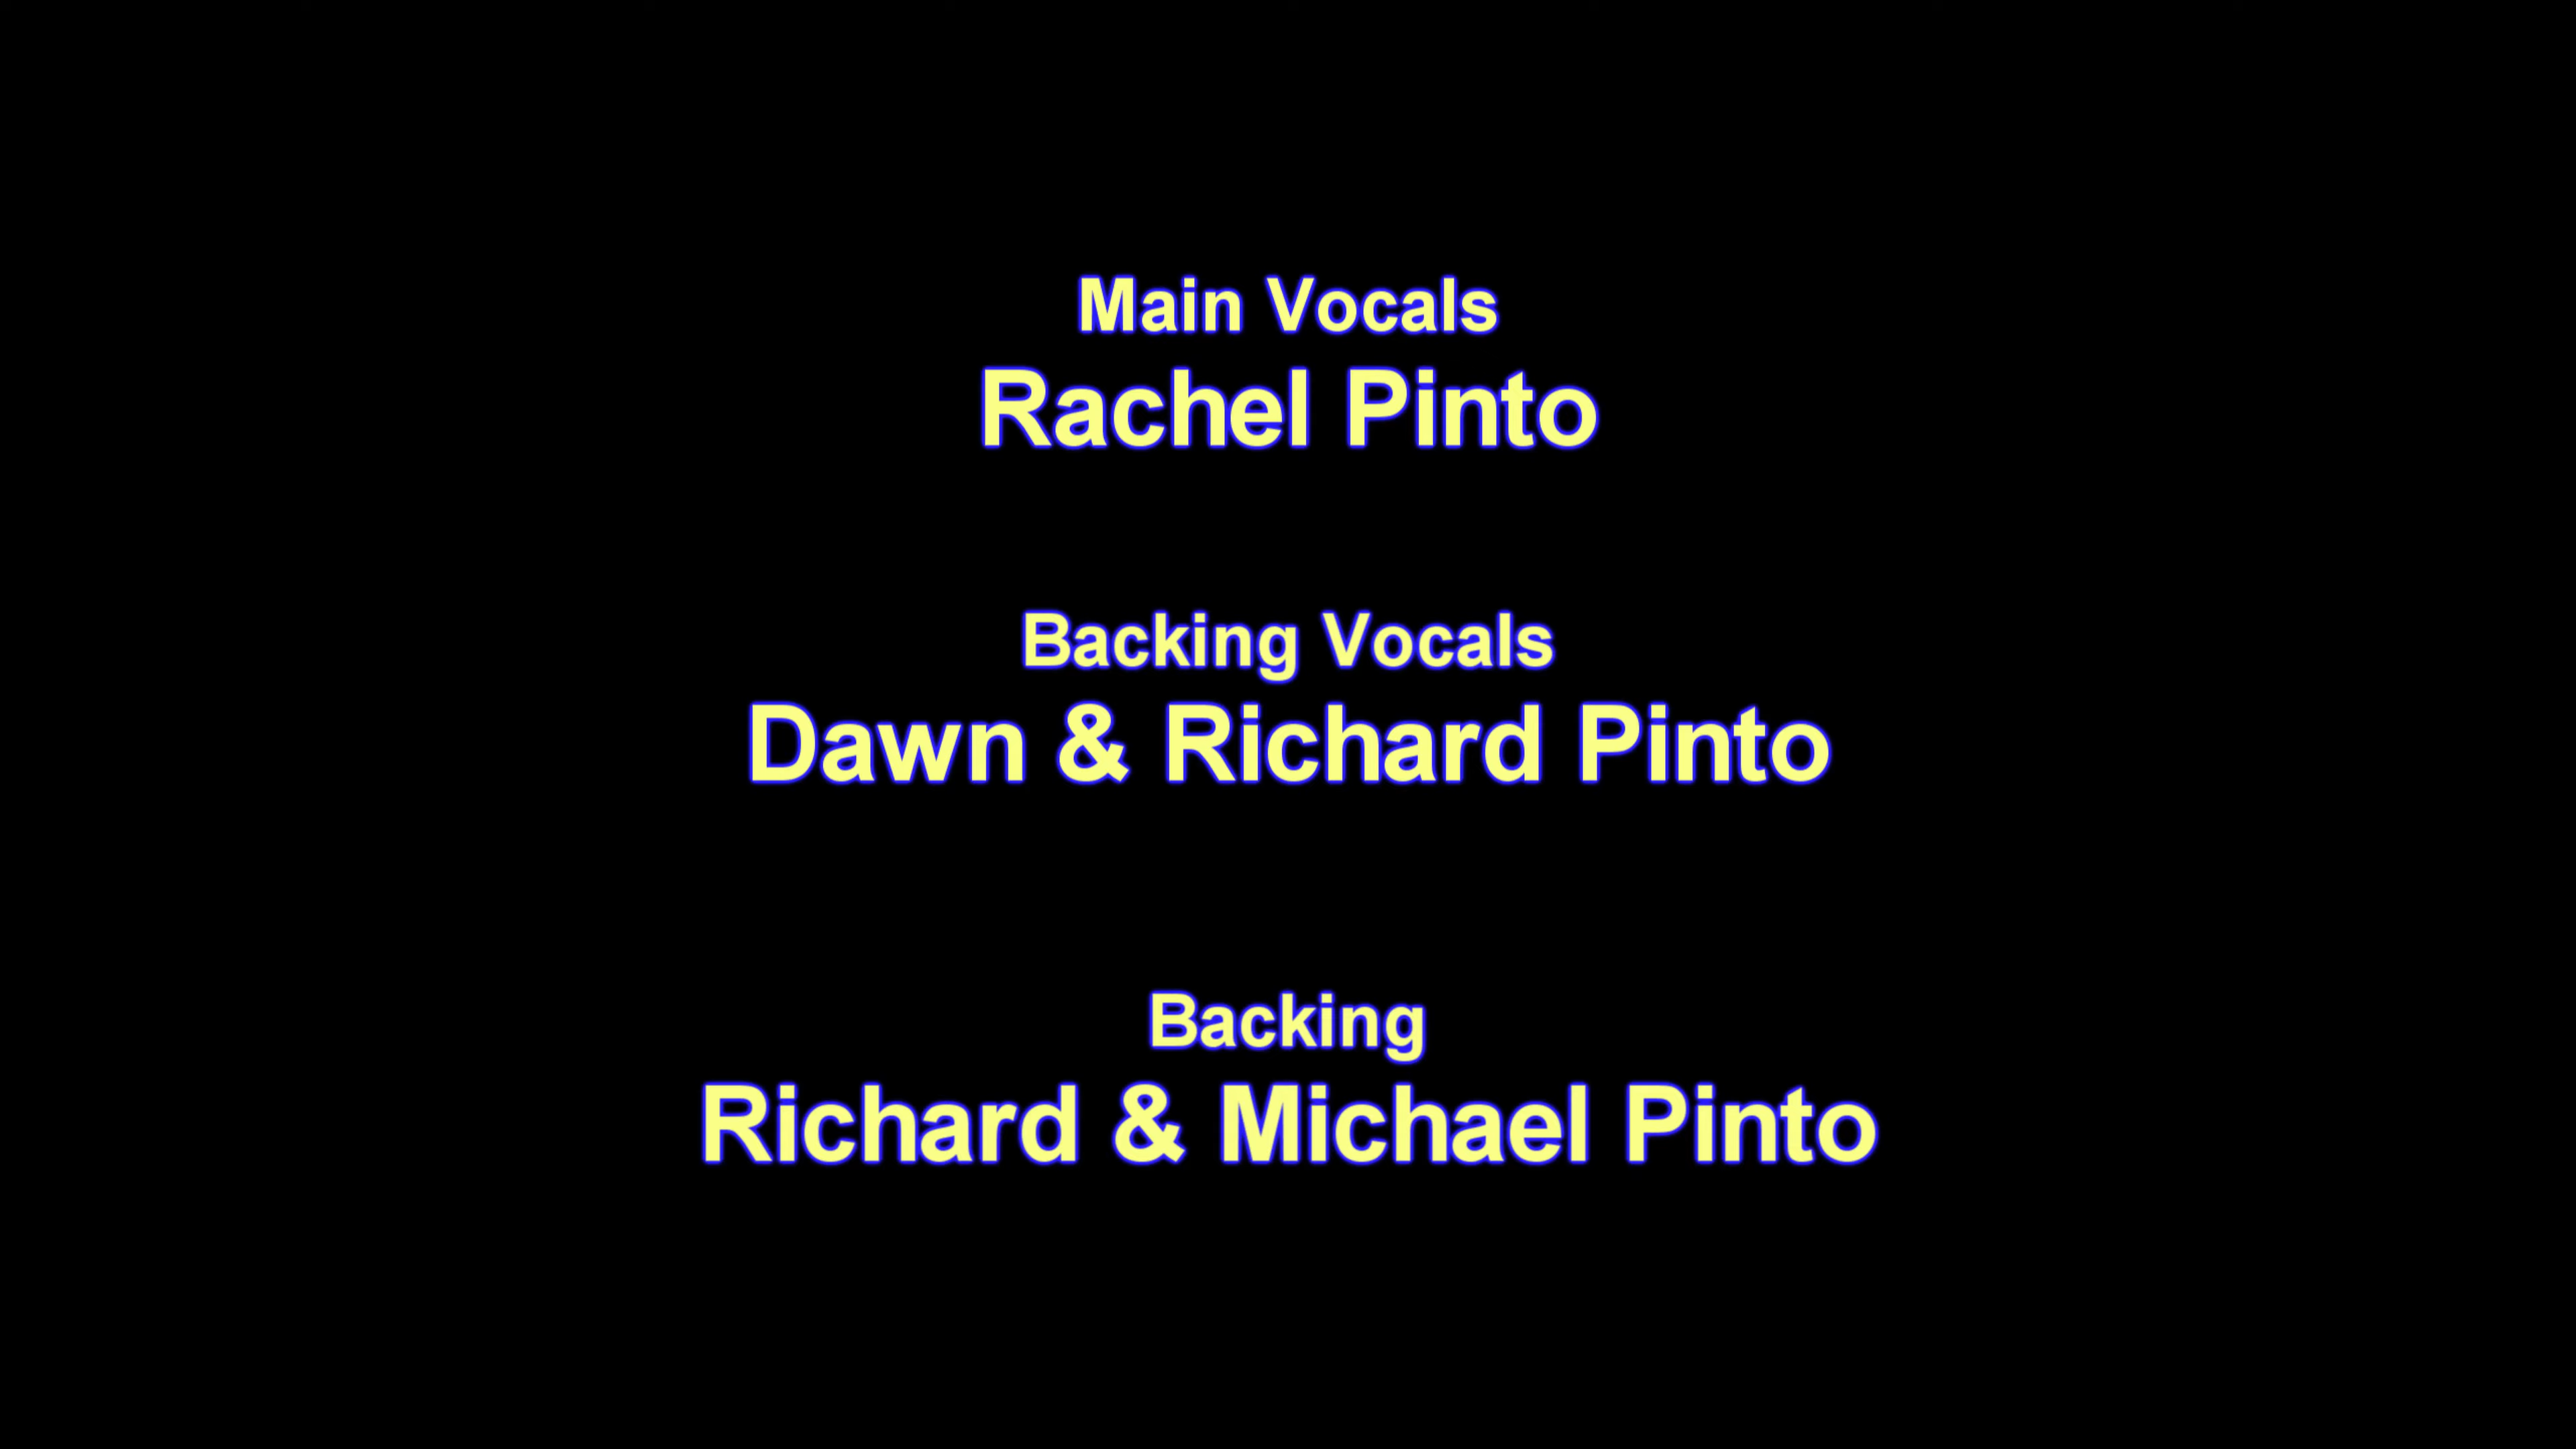 Main Vocals
Rachel Pinto
Backing Vocals
Dawn & Richard Pinto
Backing
Richard & Michael Pinto